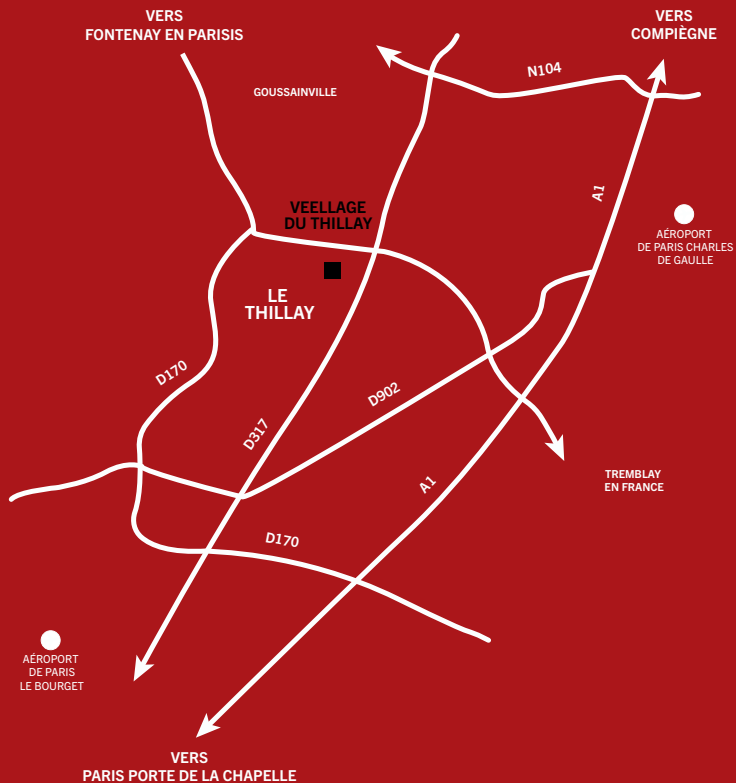 VERS
FONTENAY EN PARISIS
VERS
COMPIÈGNE
N104
GOUSSAINVILLE
A1
VEELLAGE
DU THILLAY
AÉROPORT
DE PARIS CHARLES
DE GAULLE
LE
THILLAY
D170
D902
D317
TREMBLAY
EN FRANCE
A1
D170
AÉROPORT
DE PARIS
LE BOURGET
VERS
PARIS PORTE DE LA CHAPELLE